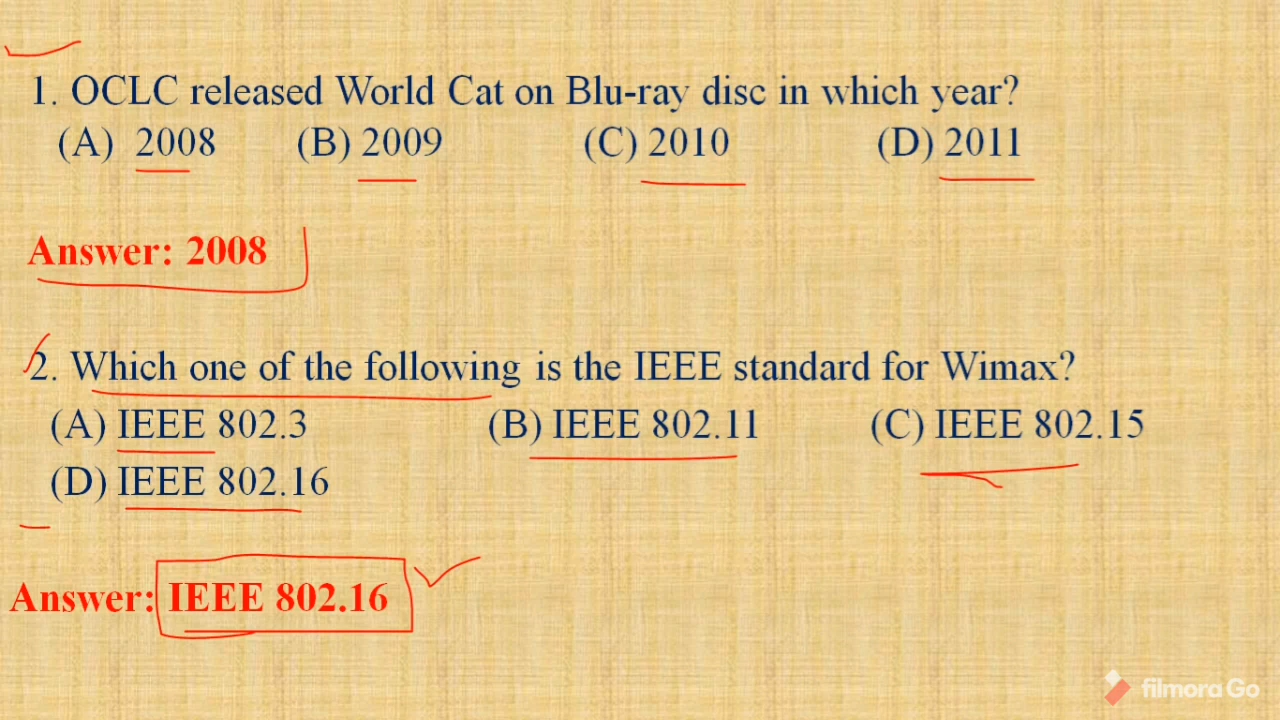 1. OCLC released World Cat on Blu-ray disc in which year?
(A) 2008 (B) 2009 (C) 2010 (D) 2011
Answer: 2008
2. Which one of the following is the IEEE standard for Wimax?
(A) IEEE 802.3 (B) IEEE 802.11 (C) IEEE 802.15
(D) IEEE 802.16
Answer: IEEE 802.16
filmora Go